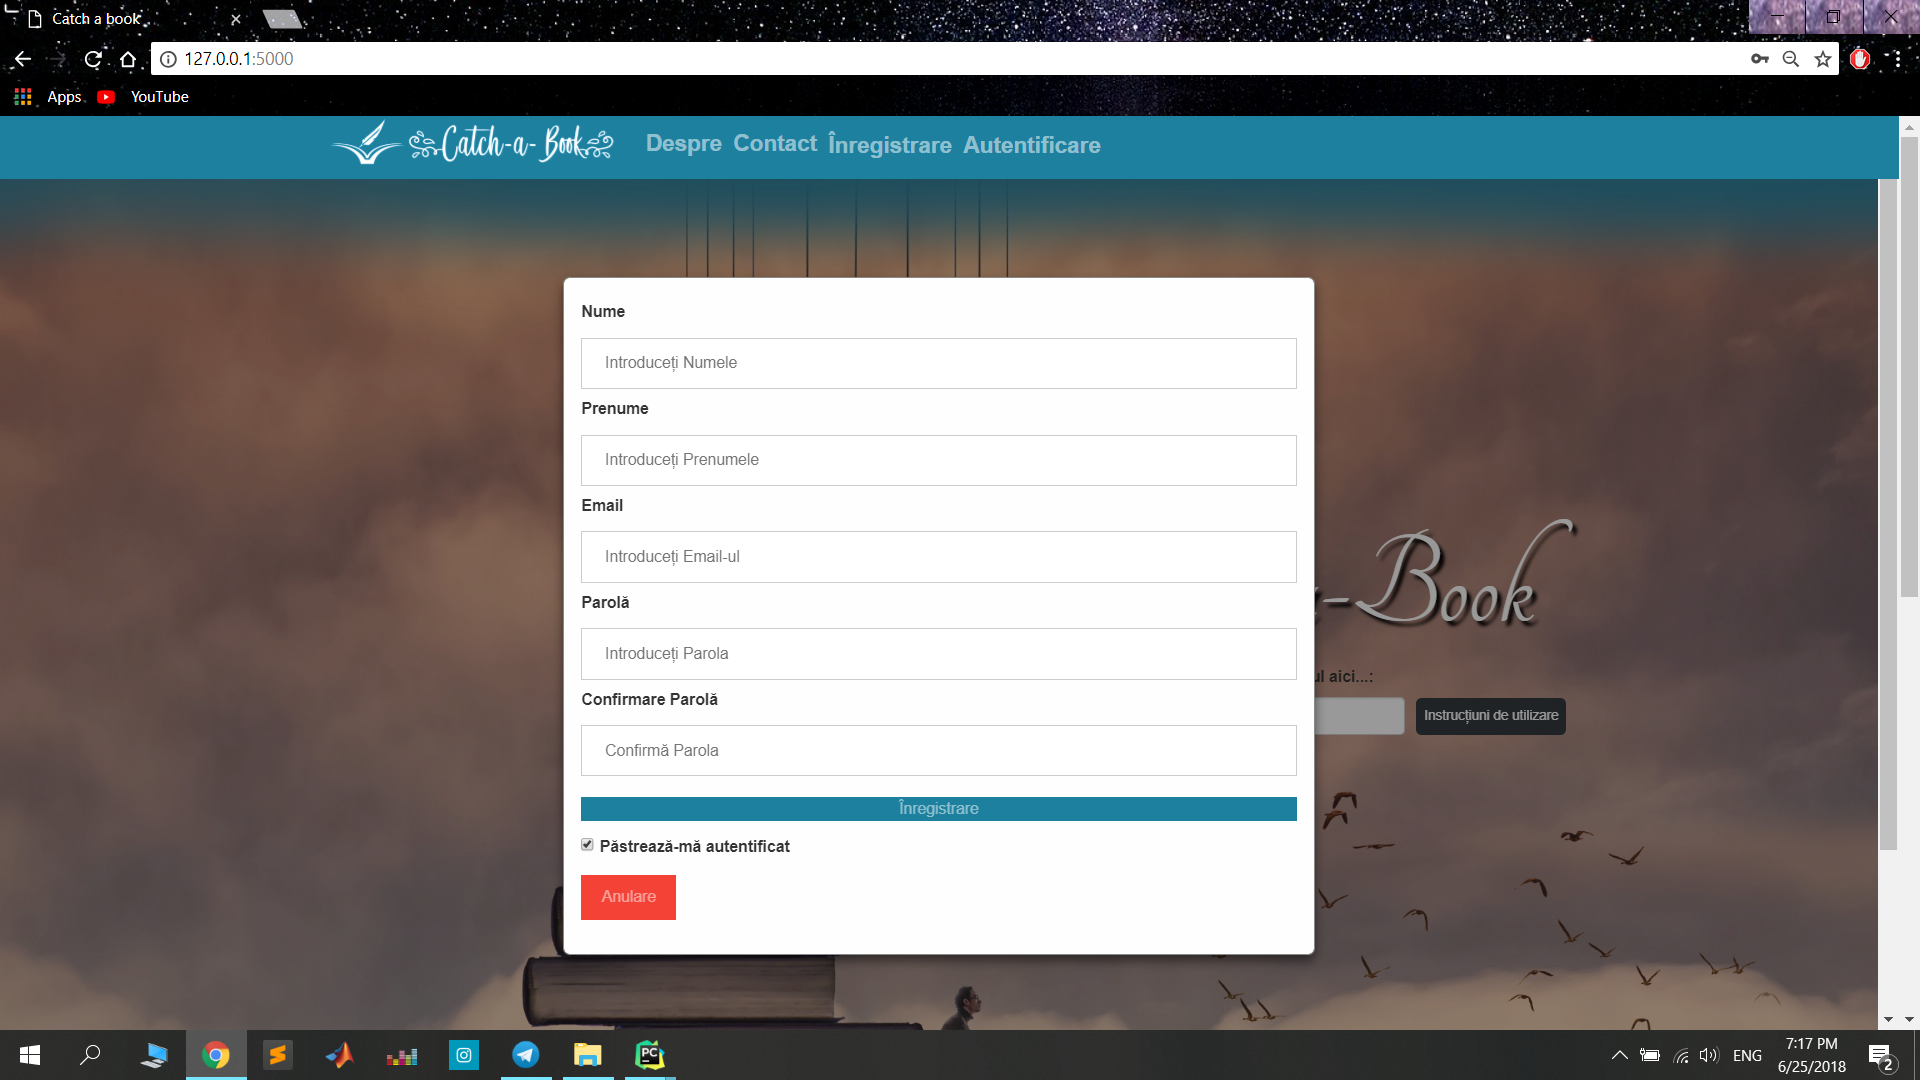 Catch a book
127.0.0.1:5000
Apps YouTube
Catch-a-Book Despre Contact Înregistrare Autentificare
Nume
Introduceți Numele
Prenume
Introduceți Prenumele
Email
Introduceți Email-ul
Parolă
Introduceți Parola
Confirmare Parolă
Confirmă Parola
Înregistrare
Păstrează-mă autentificat
Anulare
-Book
ul aici...:
Instrucțiuni de utilizare
PC
ENG
7:17 PM
6/25/2018
2